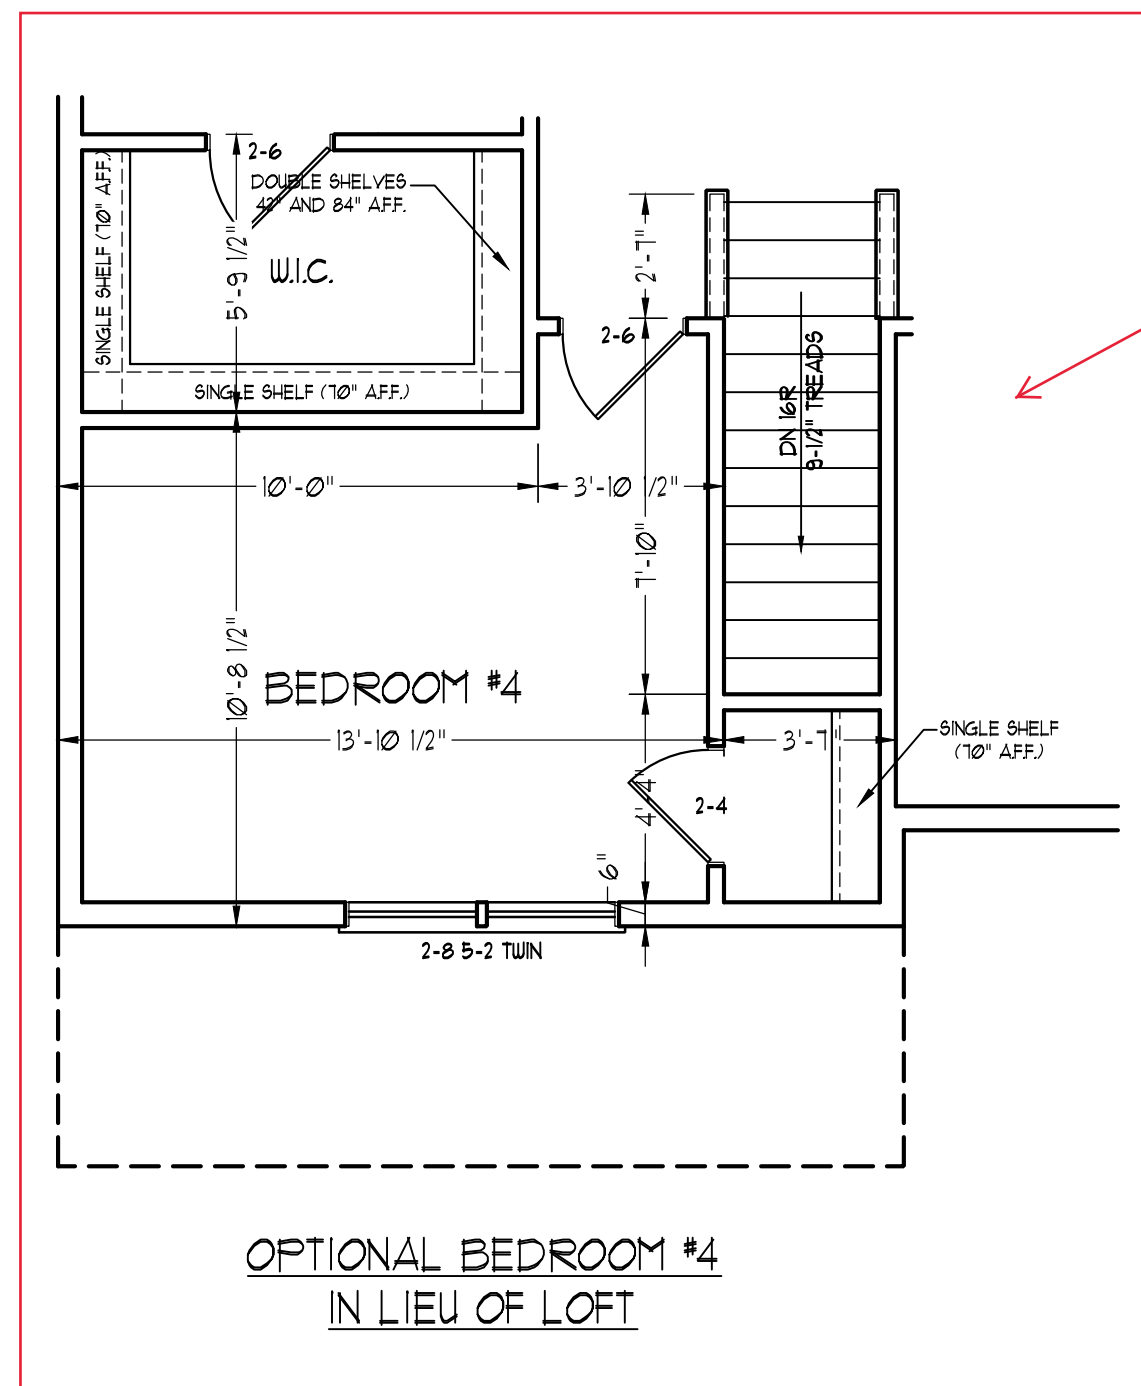 2-6
DOUBLE SHELVES
42" AND 84" A.F.F.
SINGLE SHELF (70" A.F.F.)
5'-9 1/2"
W.I.C.
2'-7"
2-6
SINGLE SHELF (70" A.F.F.)
DN 16R
9-1/2" TREADS
10'-0"
3'-10 1/2"
7'-10"
10'-8 1/2"
BEDROOM #4
13'-10 1/2"
3'-7"
SINGLE SHELF
(70" A.F.F.)
4'-4"
2-4
6"
2-8 5-2 TWIN
OPTIONAL BEDROOM #4
IN LIEU OF LOFT